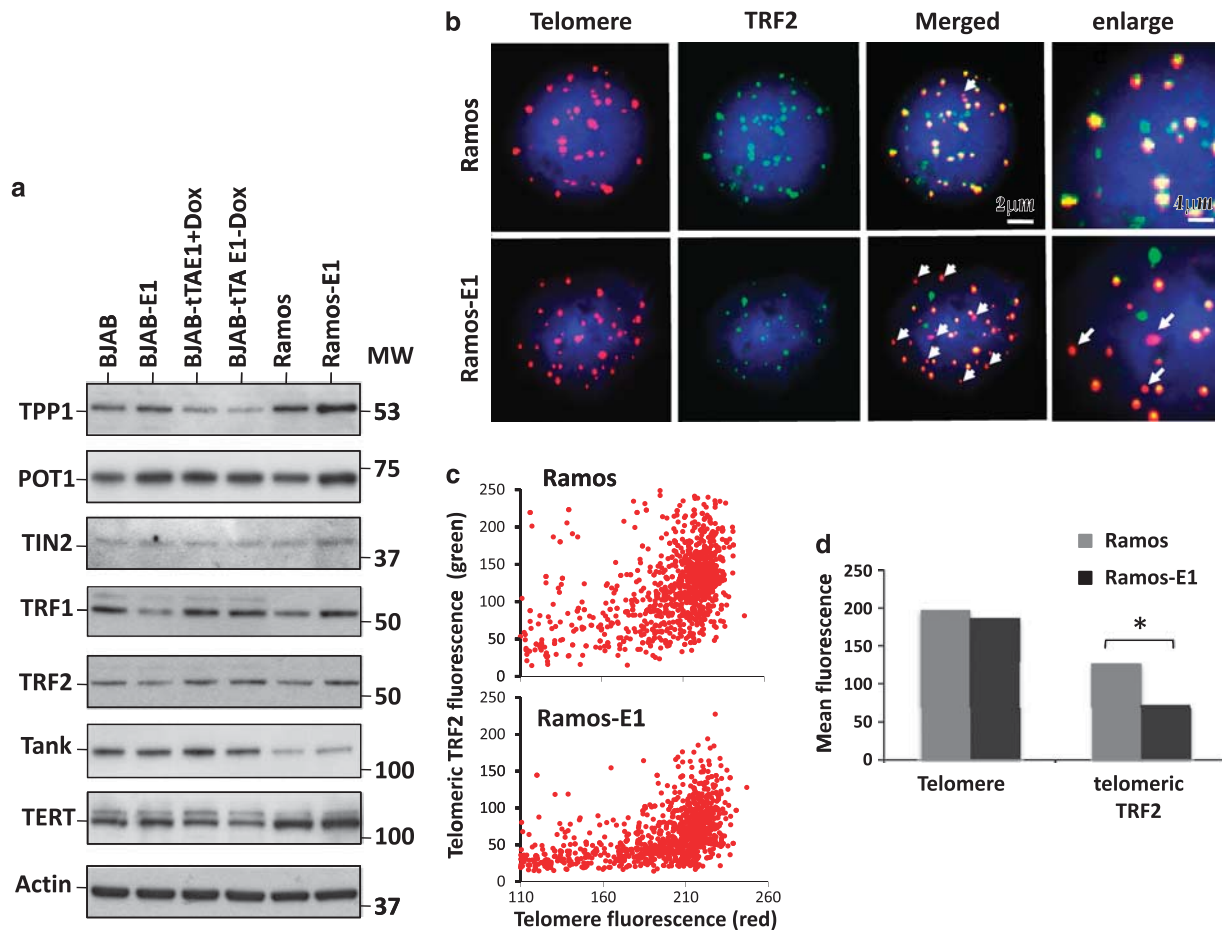 a
BJAB
BJAB-E1
BJAB-tTAE1+Dox
BJAB-tTA E1-Dox
Ramos
Ramos-E1
MW
TPP1
53
POT1
75
TIN2
37
TRF1
50
TRF2
50
Tank
100
TERT
100
Actin
37
b
Telomere
TRF2
Merged
enlarge
Ramos
2µm
4µm
Ramos-E1
c
Ramos
250
200
150
100
50
0
Ramos-E1
250
200
150
100
50
0
110
160
210
260
Telomere fluorescence (red)
Telomeric TRF2 fluorescence (green)
d
Ramos
Ramos-E1
Mean fluorescence
250
200
150
100
50
0
*
Telomere
telomeric
TRF2